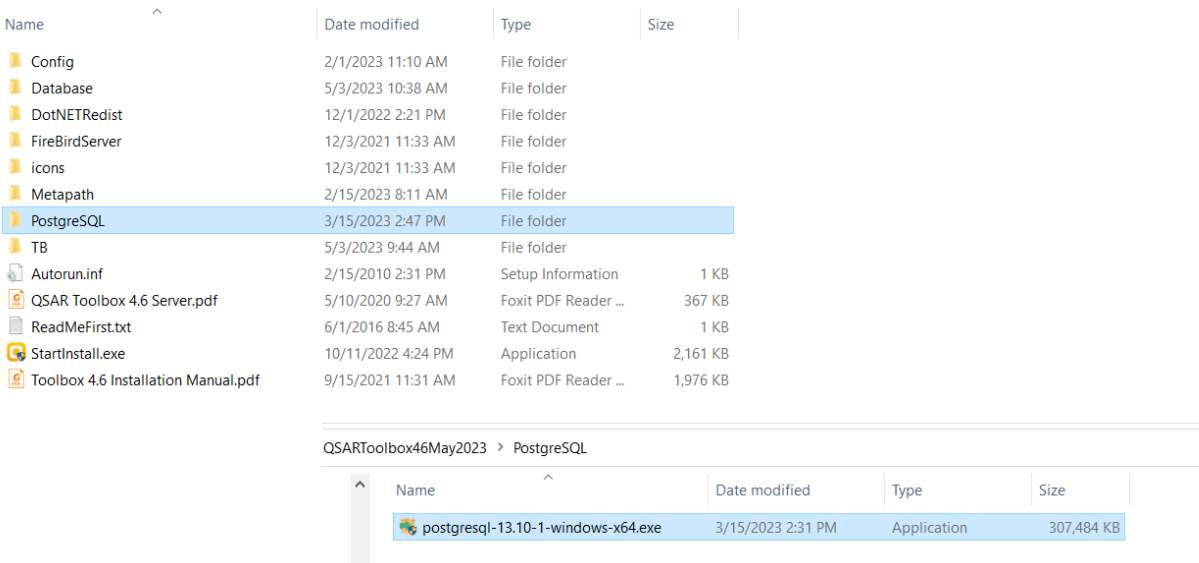 Name Date modified Type Size
Config 2/1/2023 11:10 AM File folder
Database 5/3/2023 10:38 AM File folder
DotNETRedist 12/1/2022 2:21 PM File folder
FireBirdServer 12/3/2021 11:33 AM File folder
icons 12/3/2021 11:33 AM File folder
Metapath 2/15/2023 8:11 AM File folder
PostgreSQL 3/15/2023 2:47 PM File folder
TB 5/3/2023 9:44 AM File folder
Autorun.inf 2/15/2010 2:31 PM Setup Information 1 KB
QSAR Toolbox 4.6 Server.pdf 5/10/2020 9:27 AM Foxit PDF Reader ... 367 KB
ReadMeFirst.txt 6/1/2016 8:45 AM Text Document 1 KB
StartInstall.exe 10/11/2022 4:24 PM Application 2,161 KB
Toolbox 4.6 Installation Manual.pdf 9/15/2021 11:31 AM Foxit PDF Reader ... 1,976 KB
QSARToolbox46May2023 > PostgreSQL
Name Date modified Type Size
postgresql-13.10-1-windows-x64.exe 3/15/2023 2:31 PM Application 307,484 KB